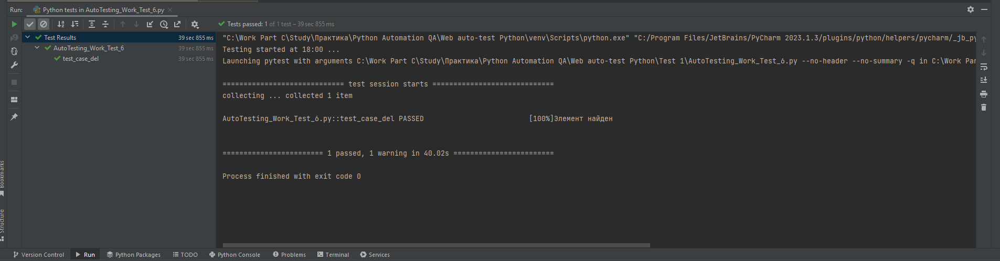 Run: Python tests in AutoTesting_Work_Test_6.py
Tests passed: 1 of 1 test – 39 sec 855 ms
Test Results 39 sec 855 ms
AutoTesting_Work_Test_6 39 sec 855 ms
test_case_del 39 sec 855 ms
"C:\Work Part C\Study\Практика\Python Automation QA\Web auto-test Python\venv\Scripts\python.exe" "C:/Program Files/JetBrains/PyCharm 2023.1.3/plugins/python/helpers/pycharm/_jb_py
Testing started at 18:00 ...
Launching pytest with arguments C:\Work Part C\Study\Практика\Python Automation QA\Web auto-test Python\Test 1\AutoTesting_Work_Test_6.py --no-header --no-summary -q in C:\Work Par
============================= test session starts =============================
collecting ... collected 1 item
AutoTesting_Work_Test_6.py::test_case_del PASSED [100%]Элемент найден
======================== 1 passed, 1 warning in 40.02s ========================
Process finished with exit code 0
Bookmarks
Structure
Version Control Run Python Packages TODO Python Console Problems Terminal Services